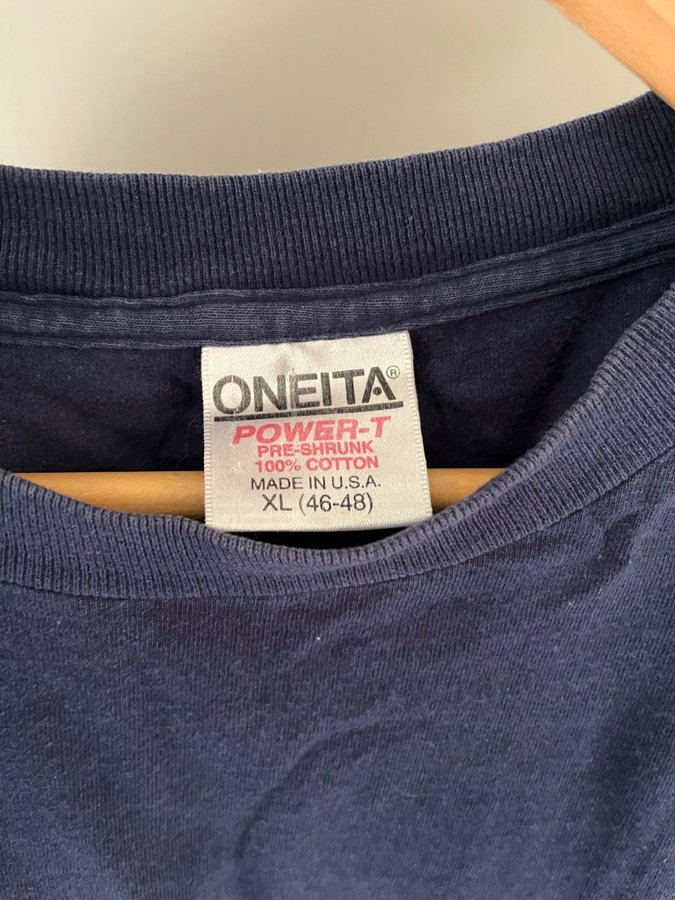 ONEITA®
POWER-T
PRE-SHRUNK
100% COTTON
MADE IN U.S.A.
XL (46-48)